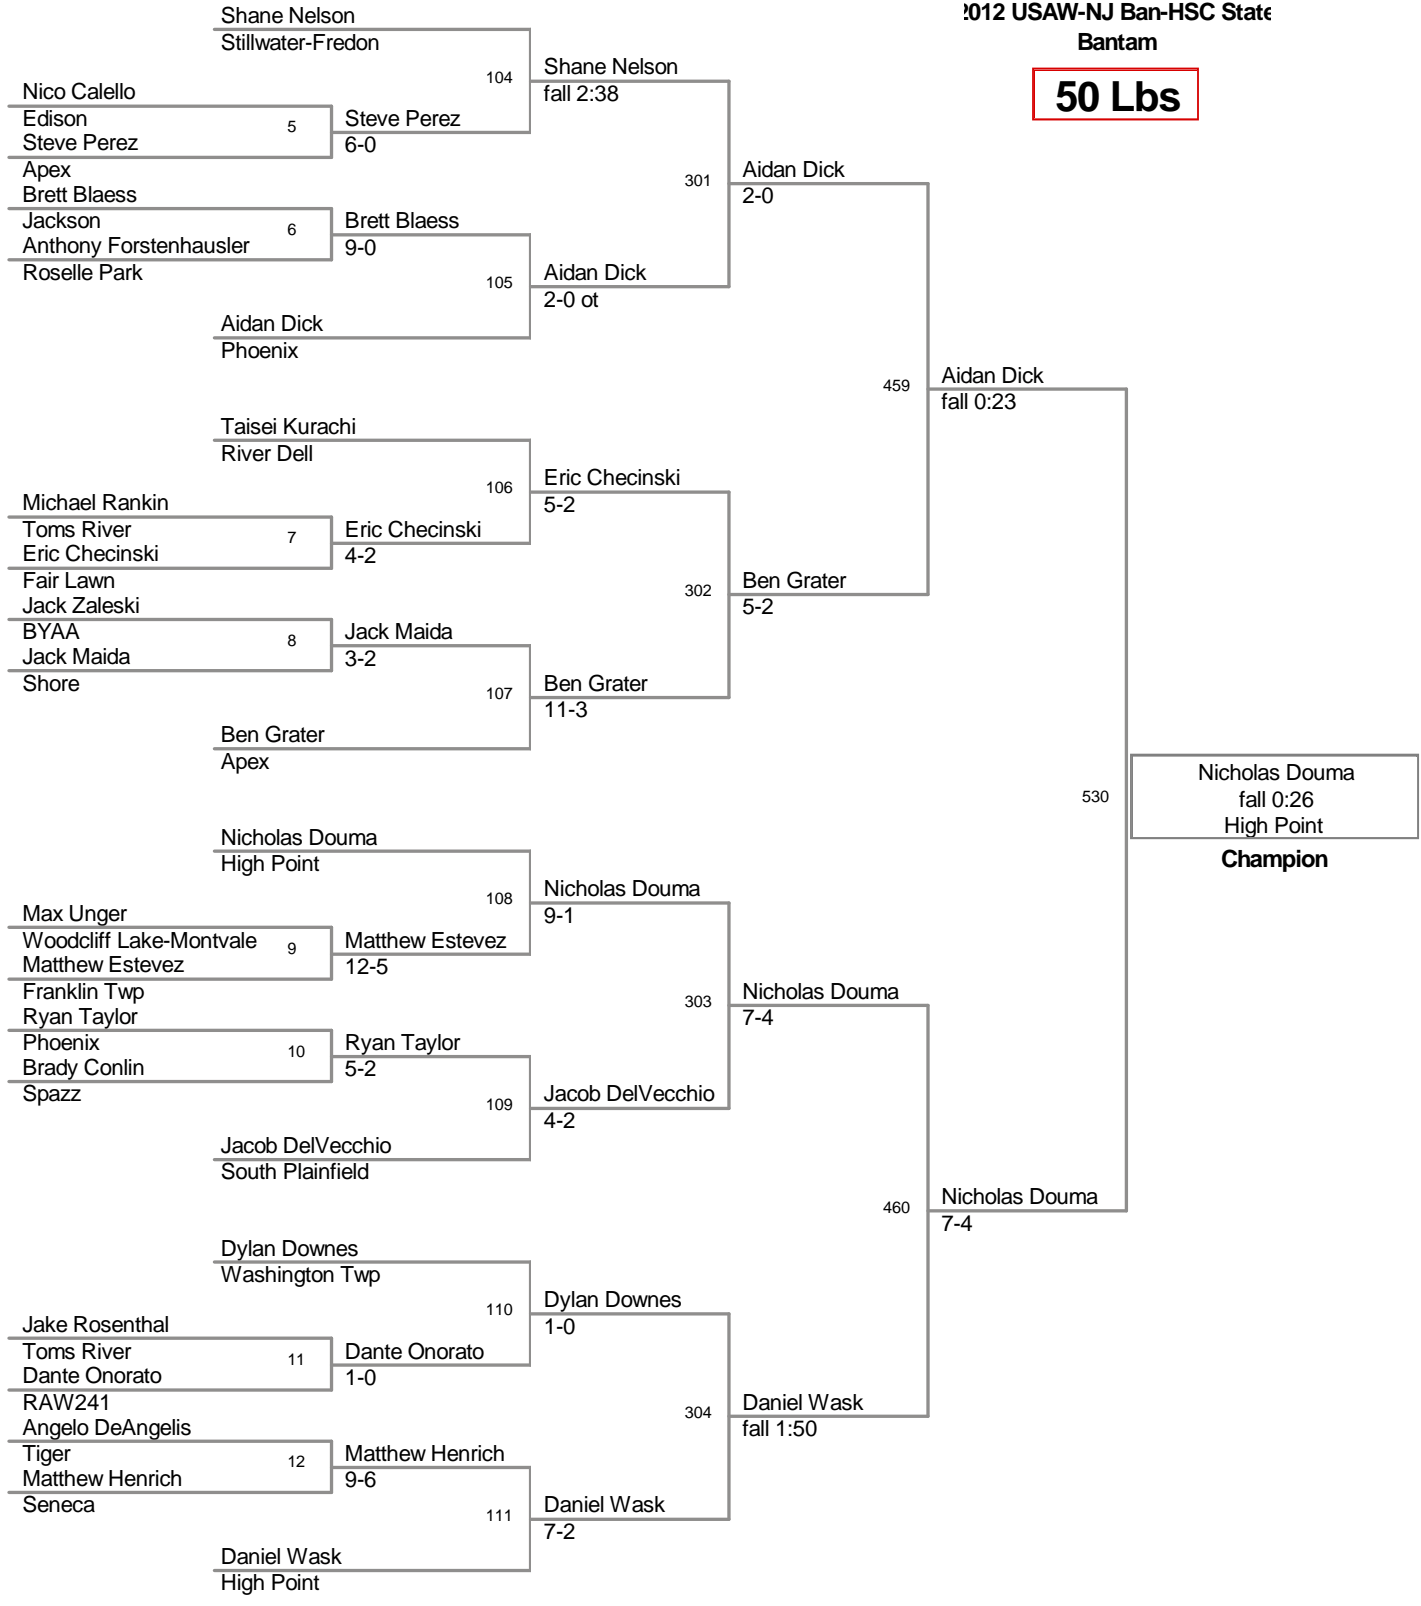 2012 USAW-NJ Ban-HSC State
Bantam
50 Lbs
Shane Nelson
Stillwater-Fredon
104
Shane Nelson
fall 2:38
Nico Calello
Edison
5
Steve Perez
Steve Perez
6-0
Apex
301
Aidan Dick
2-0
Brett Blaess
Jackson
6
Brett Blaess
Anthony Forstenhausler
9-0
Roselle Park
105
Aidan Dick
2-0 ot
Aidan Dick
Phoenix
459
Aidan Dick
fall 0:23
Taisei Kurachi
River Dell
106
Eric Checinski
5-2
Michael Rankin
Toms River
7
Eric Checinski
Eric Checinski
4-2
Fair Lawn
302
Ben Grater
5-2
Jack Zaleski
BYAA
8
Jack Maida
Jack Maida
3-2
Shore
107
Ben Grater
11-3
Ben Grater
Apex
530
Nicholas Douma
fall 0:26
High Point
Champion
Nicholas Douma
High Point
108
Nicholas Douma
9-1
Max Unger
Woodcliff Lake-Montvale
9
Matthew Estevez
Matthew Estevez
12-5
Franklin Twp
303
Nicholas Douma
7-4
Ryan Taylor
Phoenix
10
Ryan Taylor
Brady Conlin
5-2
Spazz
109
Jacob DelVecchio
4-2
Jacob DelVecchio
South Plainfield
460
Nicholas Douma
7-4
Dylan Downes
Washington Twp
110
Dylan Downes
1-0
Jake Rosenthal
Toms River
11
Dante Onorato
Dante Onorato
1-0
RAW241
304
Daniel Wask
fall 1:50
Angelo DeAngelis
Tiger
12
Matthew Henrich
Matthew Henrich
9-6
Seneca
111
Daniel Wask
7-2
Daniel Wask
High Point